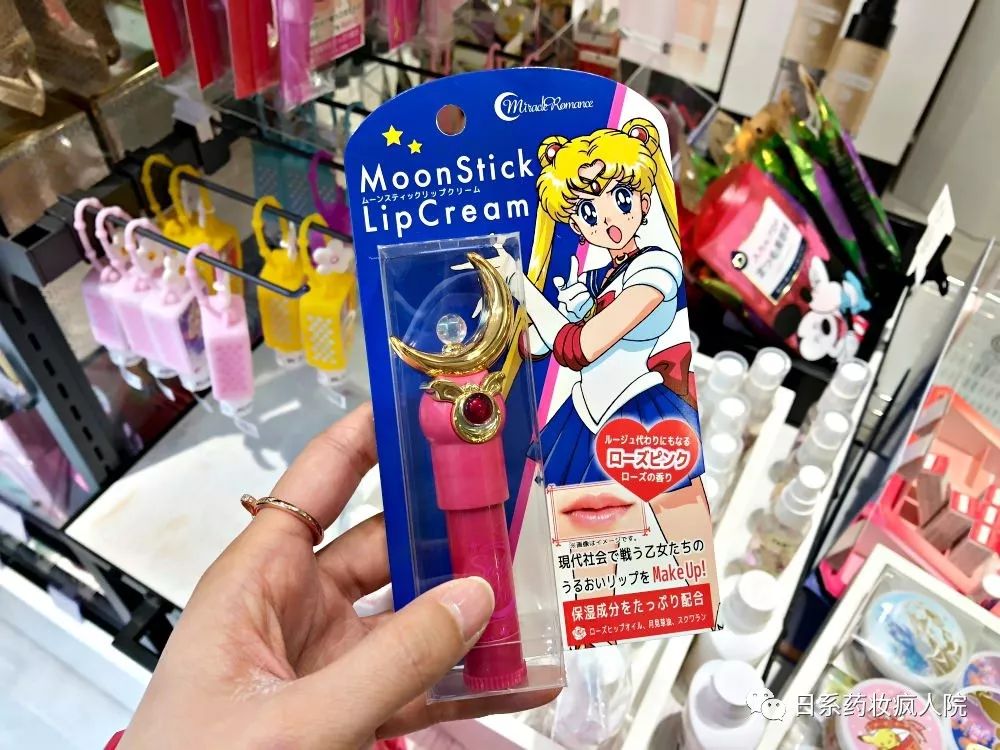 Miracle Romance
MoonStick
ムーンスティックリップクリーム
LipCream
ルージュ代わりにもなる
ローズピンク
ローズの香り
※画像はイメージです。
現代社会で戦う乙女たちの
うるおいリップを MakeUp!
保湿成分をたっぷり配合
ローズヒップオイル、月見草油、スクワラン
日系药妆疯人院